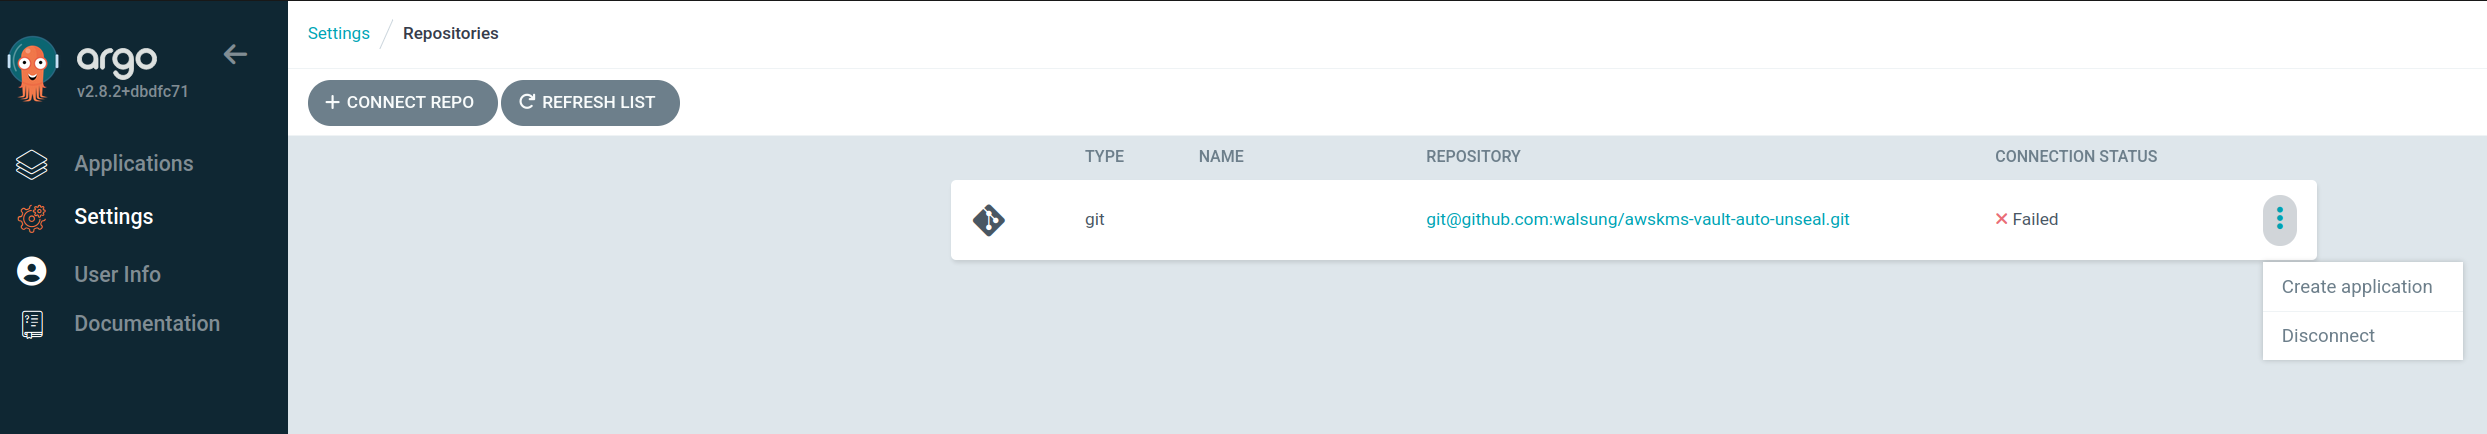 argo
v2.8.2+dbdfc71
Applications
Settings
User Info
Documentation
Settings / Repositories
+ CONNECT REPO REFRESH LIST
TYPE NAME REPOSITORY CONNECTION STATUS
git git@github.com:walsung/awskms-vault-auto-unseal.git Failed
Create application
Disconnect